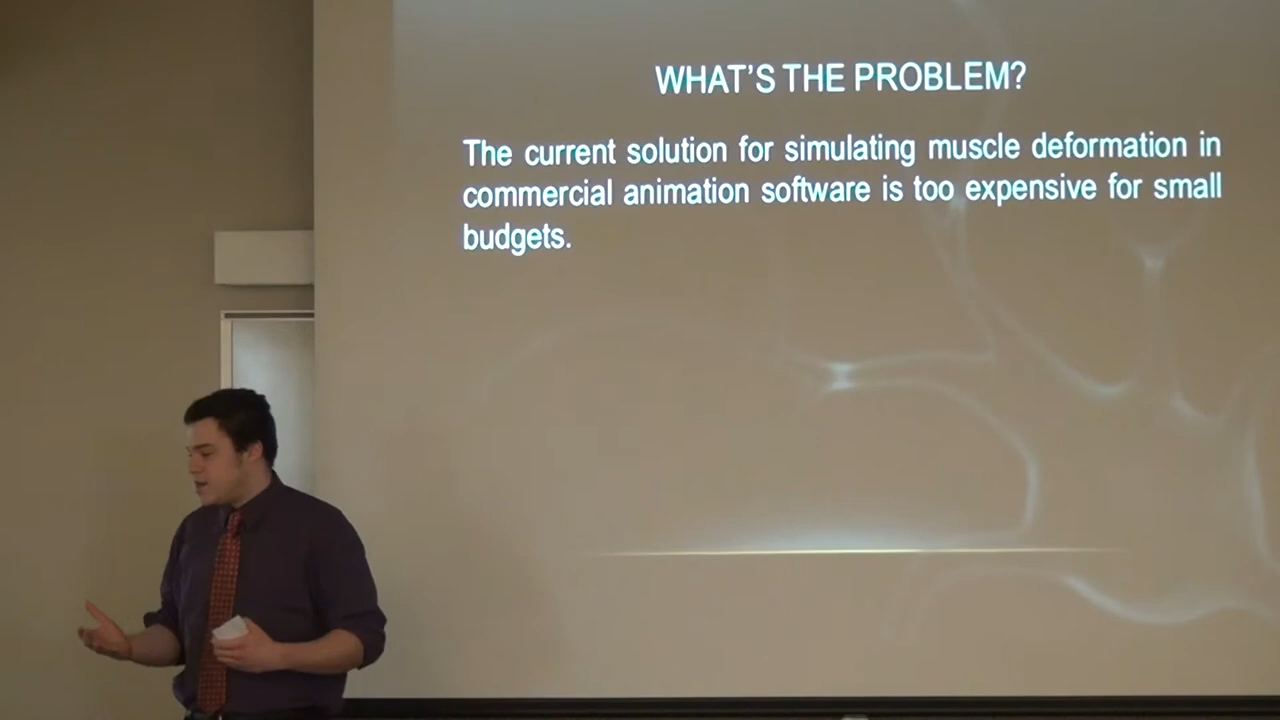 WHAT'S THE PROBLEM?
The current solution for simulating muscle deformation in
commercial animation software is too expensive for small
budgets.